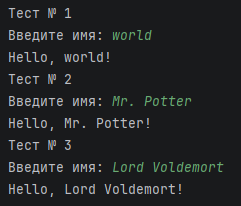 Тест № 1
Введите имя: world
Hello, world!
Тест № 2
Введите имя: Mr. Potter
Hello, Mr. Potter!
Тест № 3
Введите имя: Lord Voldemort
Hello, Lord Voldemort!